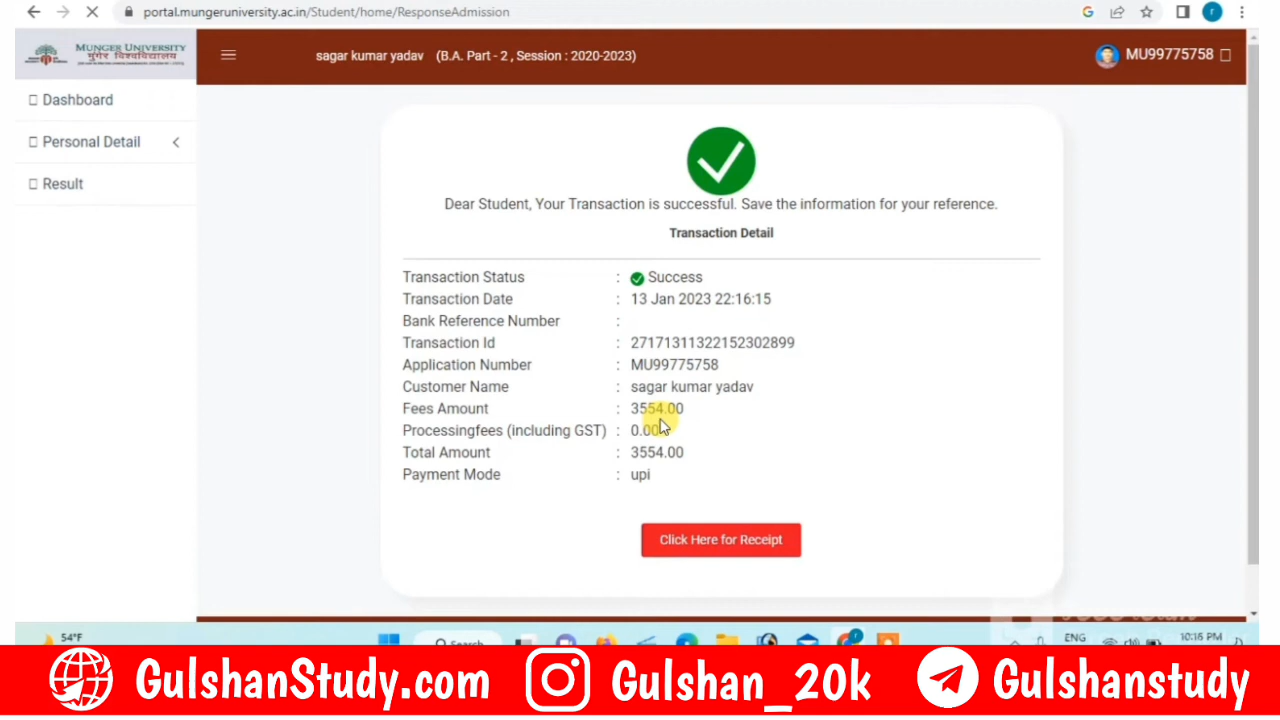 portal.mungeruniversity.ac.in/Student/home/ResponseAdmission
MUNGER UNIVERSITY
मुंगेर विश्वविद्यालय
sagar kumar yadav (B.A. Part - 2 , Session : 2020-2023)
MU99775758
Dashboard
Personal Detail
Result
Dear Student, Your Transaction is successful. Save the information for your reference.
Transaction Detail
Transaction Status : Success
Transaction Date : 13 Jan 2023 22:16:15
Bank Reference Number :
Transaction Id : 27171311322152302899
Application Number : MU99775758
Customer Name : sagar kumar yadav
Fees Amount : 3554.00
Processingfees (including GST) : 0.00
Total Amount : 3554.00
Payment Mode : upi
Click Here for Receipt
54°F
Search
ENG
10:16 PM
GulshanStudy.com
Gulshan_20k
Gulshanstudy